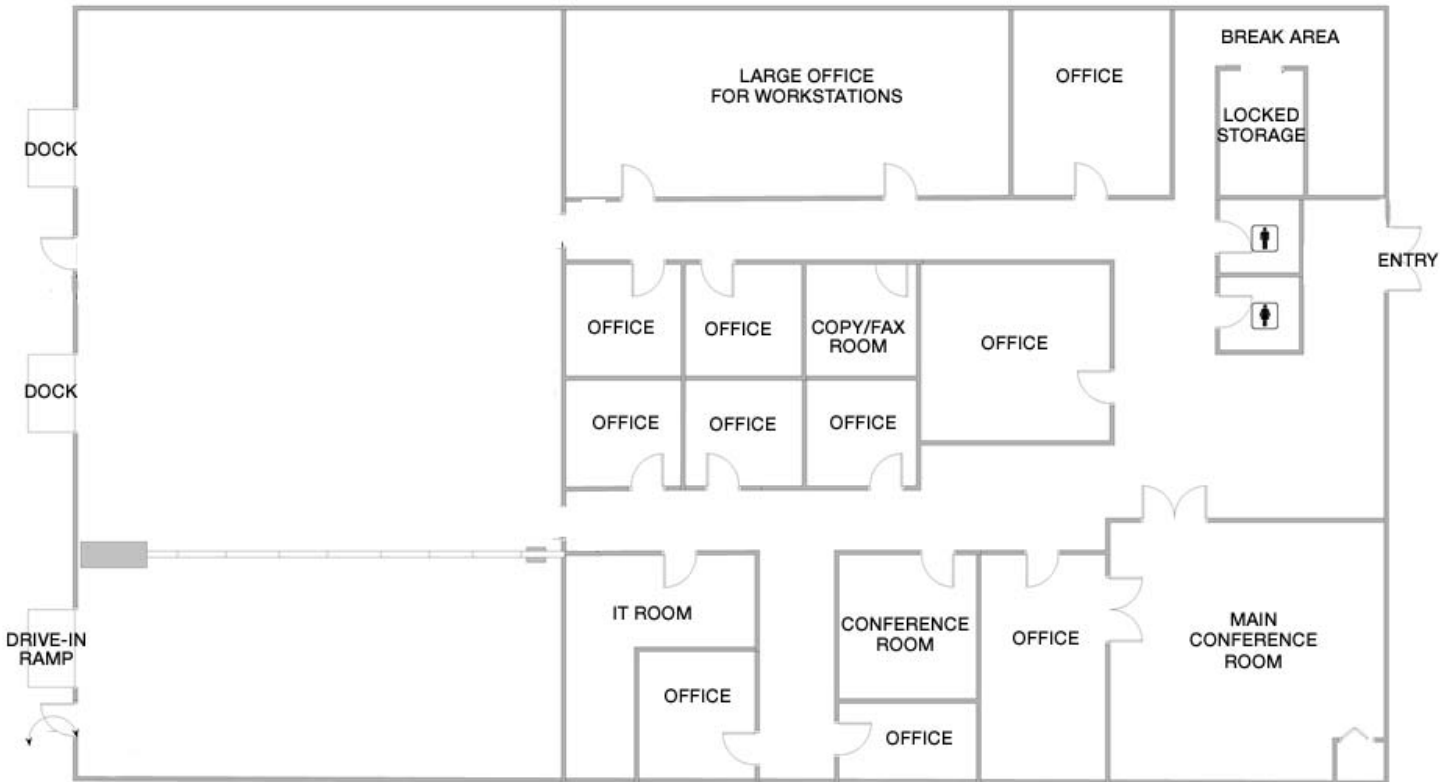 BREAK AREA
LARGE OFFICE
FOR WORKSTATIONS
OFFICE
LOCKED
STORAGE
DOCK
ENTRY
OFFICE
OFFICE
COPY/FAX
ROOM
OFFICE
DOCK
OFFICE
OFFICE
OFFICE
IT ROOM
CONFERENCE
ROOM
OFFICE
MAIN
CONFERENCE
ROOM
DRIVE-IN
RAMP
OFFICE
OFFICE